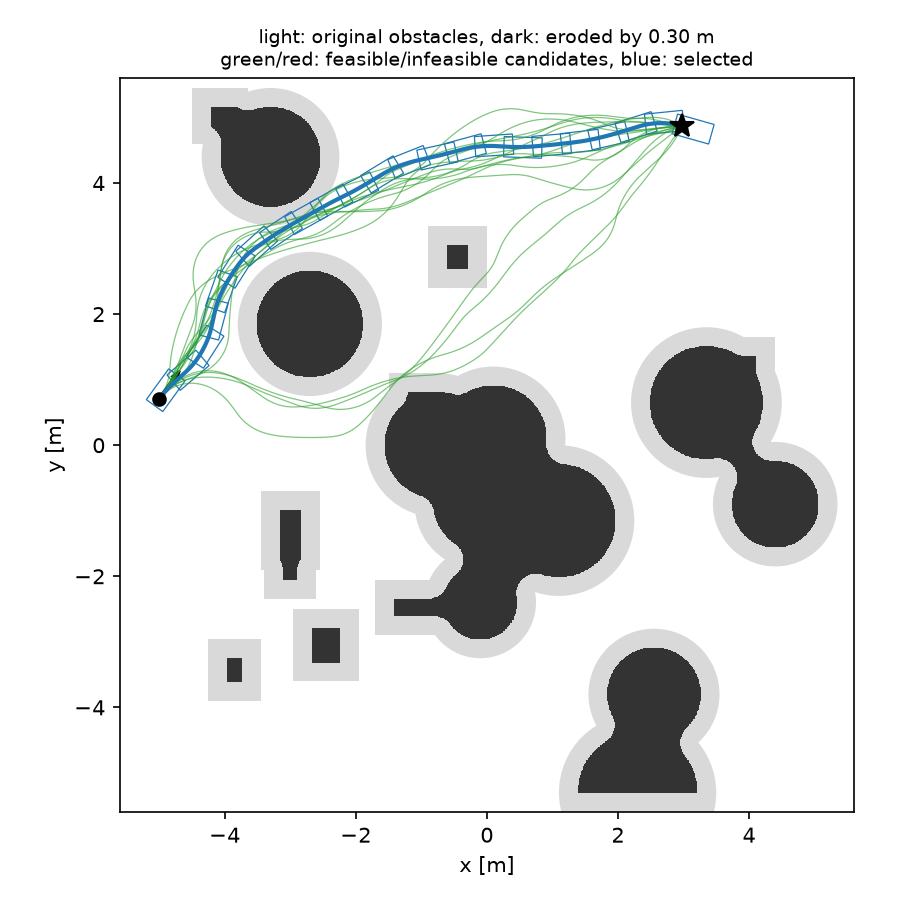 light: original obstacles, dark: eroded by 0.30 m
green/red: feasible/infeasible candidates, blue: selected
4
2
0
−2
−4
y [m]
−4 −2 0 2 4
x [m]